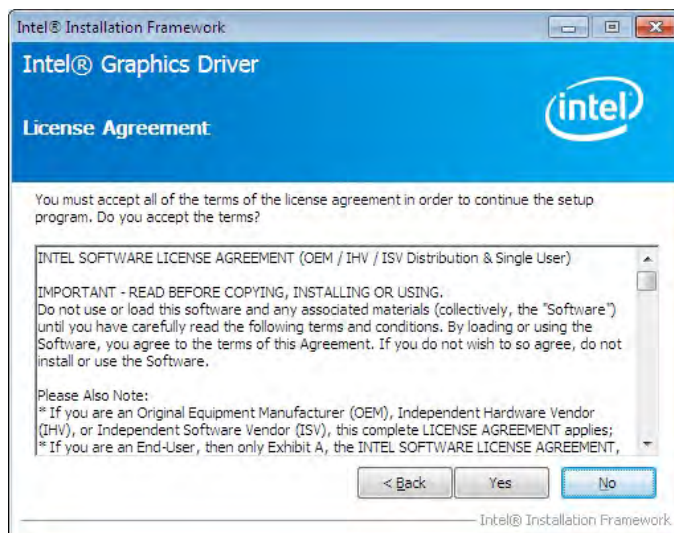 Intel® Installation Framework
Intel® Graphics Driver
intel
License Agreement
You must accept all of the terms of the license agreement in order to continue the setup
program. Do you accept the terms?
INTEL SOFTWARE LICENSE AGREEMENT (OEM / IHV / ISV Distribution & Single User)
IMPORTANT - READ BEFORE COPYING, INSTALLING OR USING.
Do not use or load this software and any associated materials (collectively, the "Software")
until you have carefully read the following terms and conditions. By loading or using the
Software, you agree to the terms of this Agreement. If you do not wish to so agree, do not
install or use the Software.
Please Also Note:
* If you are an Original Equipment Manufacturer (OEM), Independent Hardware Vendor
(IHV), or Independent Software Vendor (ISV), this complete LICENSE AGREEMENT applies;
* If you are an End-User, then only Exhibit A, the INTEL SOFTWARE LICENSE AGREEMENT,
< Back Yes No
Intel® Installation Framework